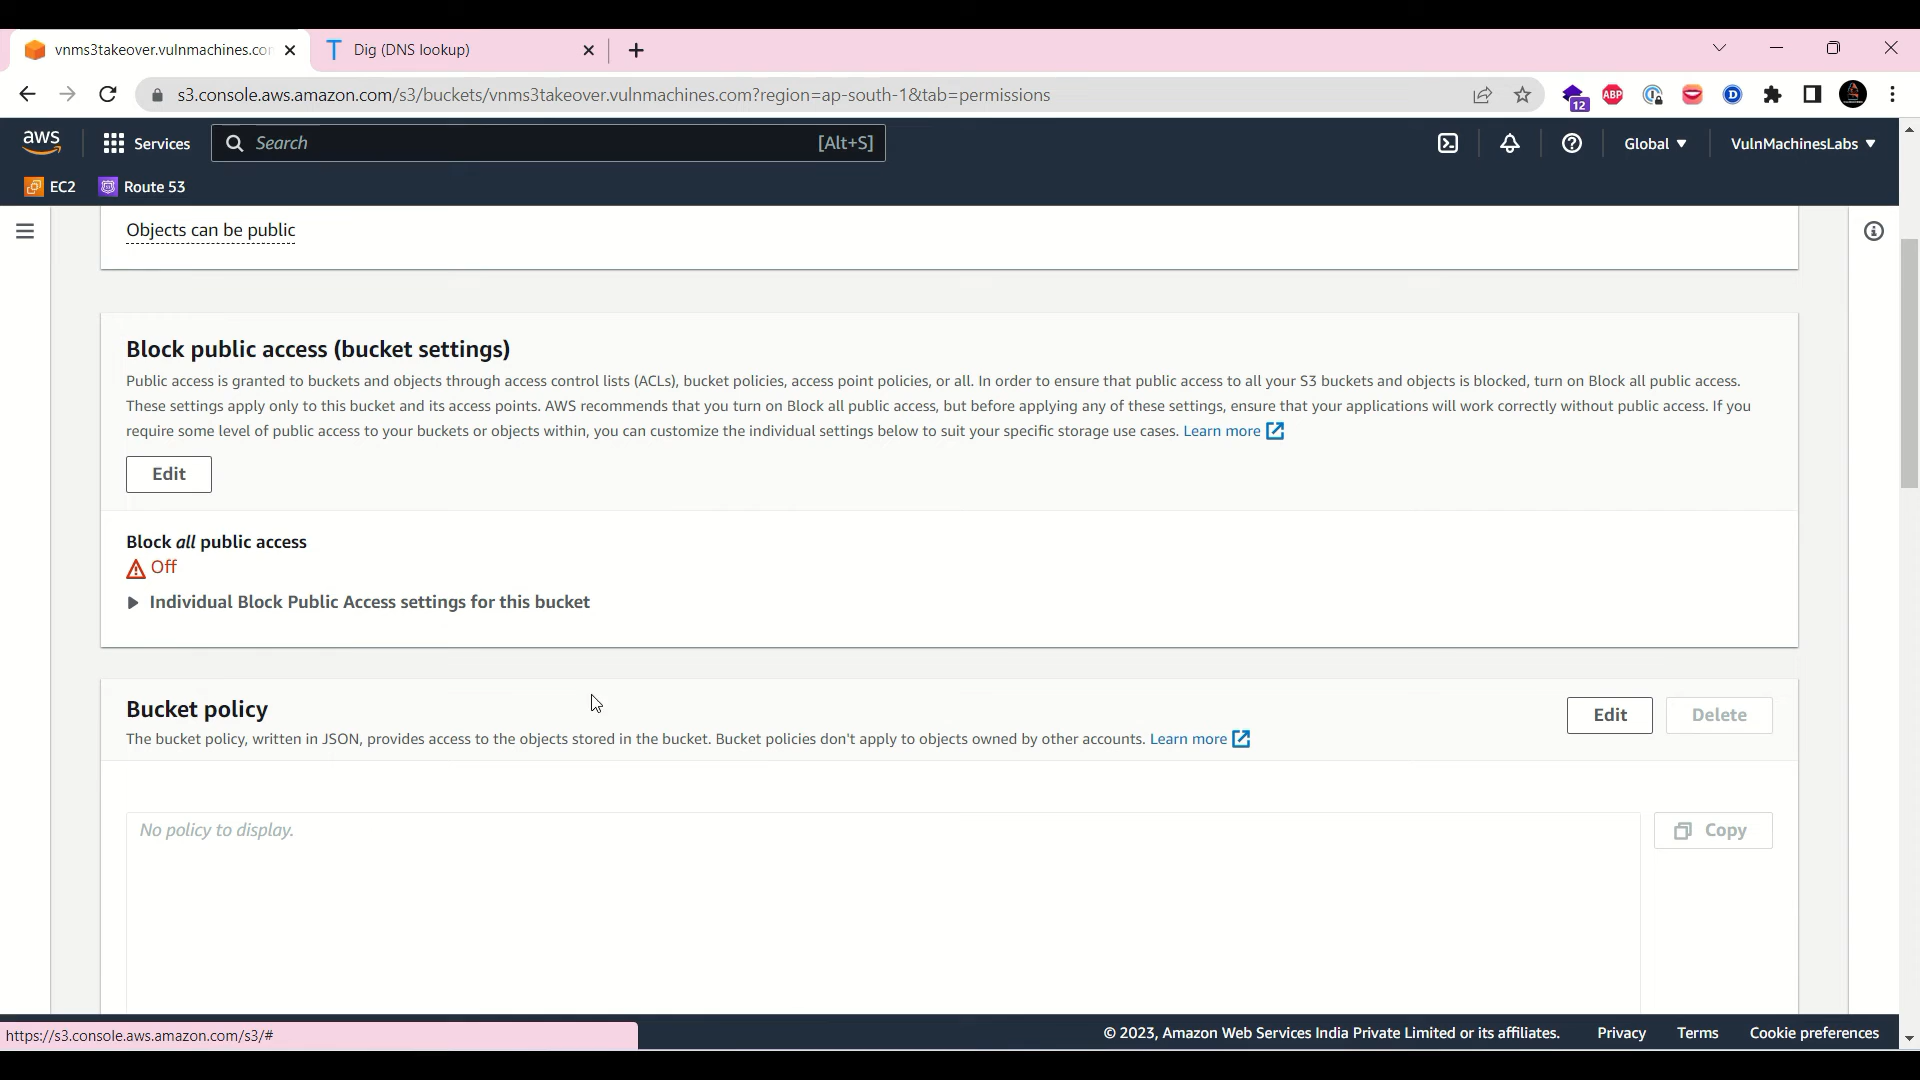 vnms3takeover.vulnmachines.com
Dig (DNS lookup)
s3.console.aws.amazon.com/s3/buckets/vnms3takeover.vulnmachines.com?region=ap-south-1&tab=permissions
12
ABP
D
aws
Services
Search
[Alt+S]
Global
VulnMachinesLabs
EC2
Route 53
Objects can be public
Block public access (bucket settings)
Public access is granted to buckets and objects through access control lists (ACLs), bucket policies, access point policies, or all. In order to ensure that public access to all your S3 buckets and objects is blocked, turn on Block all public access.
These settings apply only to this bucket and its access points. AWS recommends that you turn on Block all public access, but before applying any of these settings, ensure that your applications will work correctly without public access. If you
require some level of public access to your buckets or objects within, you can customize the individual settings below to suit your specific storage use cases. Learn more
Edit
Block all public access
Off
Individual Block Public Access settings for this bucket
Bucket policy
Edit
Delete
The bucket policy, written in JSON, provides access to the objects stored in the bucket. Bucket policies don't apply to objects owned by other accounts. Learn more
No policy to display.
Copy
https://s3.console.aws.amazon.com/s3/#
© 2023, Amazon Web Services India Private Limited or its affiliates.
Privacy
Terms
Cookie preferences